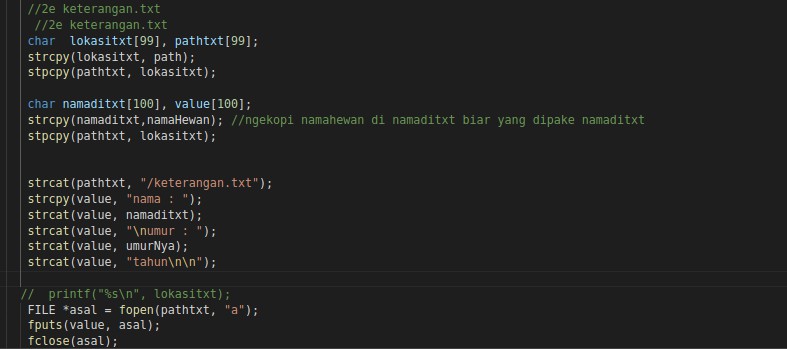 //2e keterangan.txt
//2e keterangan.txt
char  lokasitxt[99], pathtxt[99];
strcpy(lokasitxt, path);
stpcpy(pathtxt, lokasitxt);
char namaditxt[100], value[100];
strcpy(namaditxt,namaHewan); //ngekopi namahewan di namaditxt biar yang dipake namaditxt
stpcpy(pathtxt, lokasitxt);
strcat(pathtxt, "/keterangan.txt");
strcpy(value, "nama : ");
strcat(value, namaditxt);
strcat(value, "\numur : ");
strcat(value, umurNya);
strcat(value, "tahun\n\n");
//  printf("%s\n", lokasitxt);
FILE *asal = fopen(pathtxt, "a");
fputs(value, asal);
fclose(asal);